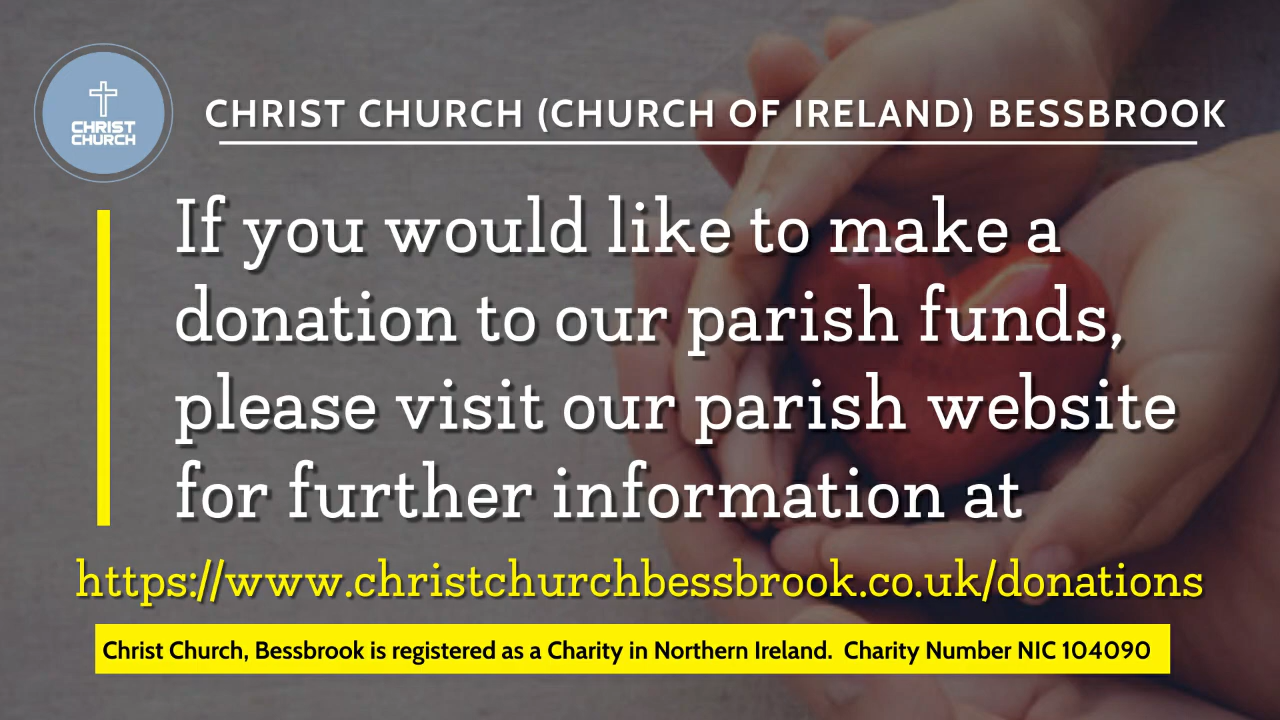 CHRIST
CHURCH
CHRIST CHURCH (CHURCH OF IRELAND) BESSBROOK
If you would like to make a
donation to our parish funds,
please visit our parish website
for further information at
https://www.christchurchbessbrook.co.uk/donations
Christ Church, Bessbrook is registered as a Charity in Northern Ireland.  Charity Number NIC 104090